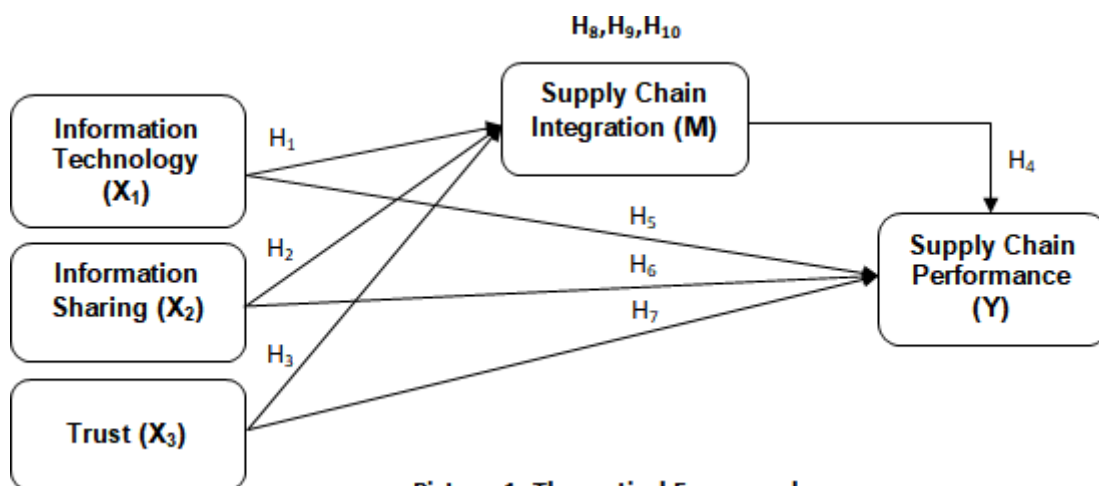 H₈,H₉,H₁₀
Supply Chain
Integration (M)
Information
Technology
(X₁)
H₁
H₄
H₅
Supply Chain
Performance
(Y)
Information
Sharing (X₂)
H₂
H₆
H₇
H₃
Trust (X₃)